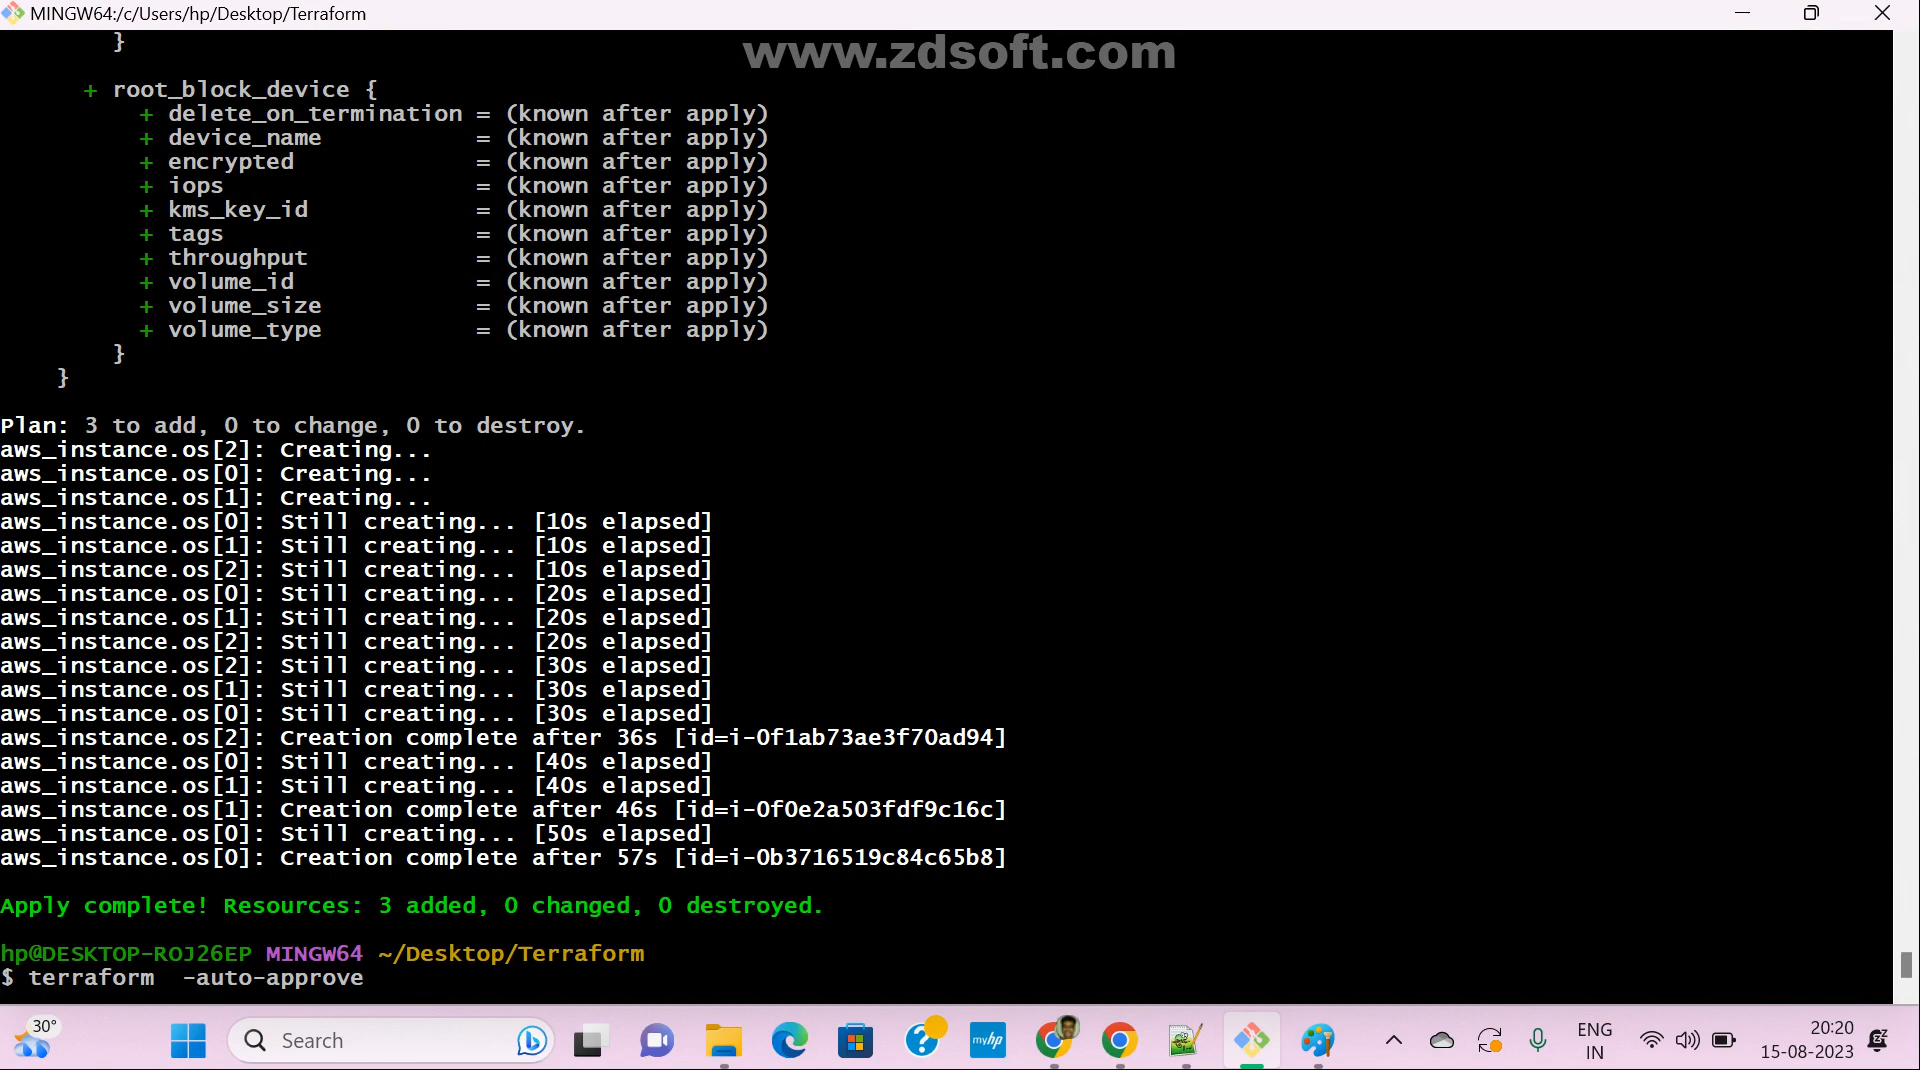 MINGW64:/c/Users/hp/Desktop/Terraform
www.zdsoft.com
}
+ root_block_device {
+ delete_on_termination = (known after apply)
+ device_name = (known after apply)
+ encrypted = (known after apply)
+ iops = (known after apply)
+ kms_key_id = (known after apply)
+ tags = (known after apply)
+ throughput = (known after apply)
+ volume_id = (known after apply)
+ volume_size = (known after apply)
+ volume_type = (known after apply)
}
}
Plan: 3 to add, 0 to change, 0 to destroy.
aws_instance.os[2]: Creating...
aws_instance.os[0]: Creating...
aws_instance.os[1]: Creating...
aws_instance.os[0]: Still creating... [10s elapsed]
aws_instance.os[1]: Still creating... [10s elapsed]
aws_instance.os[2]: Still creating... [10s elapsed]
aws_instance.os[0]: Still creating... [20s elapsed]
aws_instance.os[1]: Still creating... [20s elapsed]
aws_instance.os[2]: Still creating... [20s elapsed]
aws_instance.os[2]: Still creating... [30s elapsed]
aws_instance.os[1]: Still creating... [30s elapsed]
aws_instance.os[0]: Still creating... [30s elapsed]
aws_instance.os[2]: Creation complete after 36s [id=i-0f1ab73ae3f70ad94]
aws_instance.os[0]: Still creating... [40s elapsed]
aws_instance.os[1]: Still creating... [40s elapsed]
aws_instance.os[1]: Creation complete after 46s [id=i-0f0e2a503fdf9c16c]
aws_instance.os[0]: Still creating... [50s elapsed]
aws_instance.os[0]: Creation complete after 57s [id=i-0b3716519c84c65b8]
Apply complete! Resources: 3 added, 0 changed, 0 destroyed.
hp@DESKTOP-ROJ26EP MINGW64 ~/Desktop/Terraform
$ terraform  -auto-approve
30°
Search
myhp
ENG
IN
20:20
15-08-2023